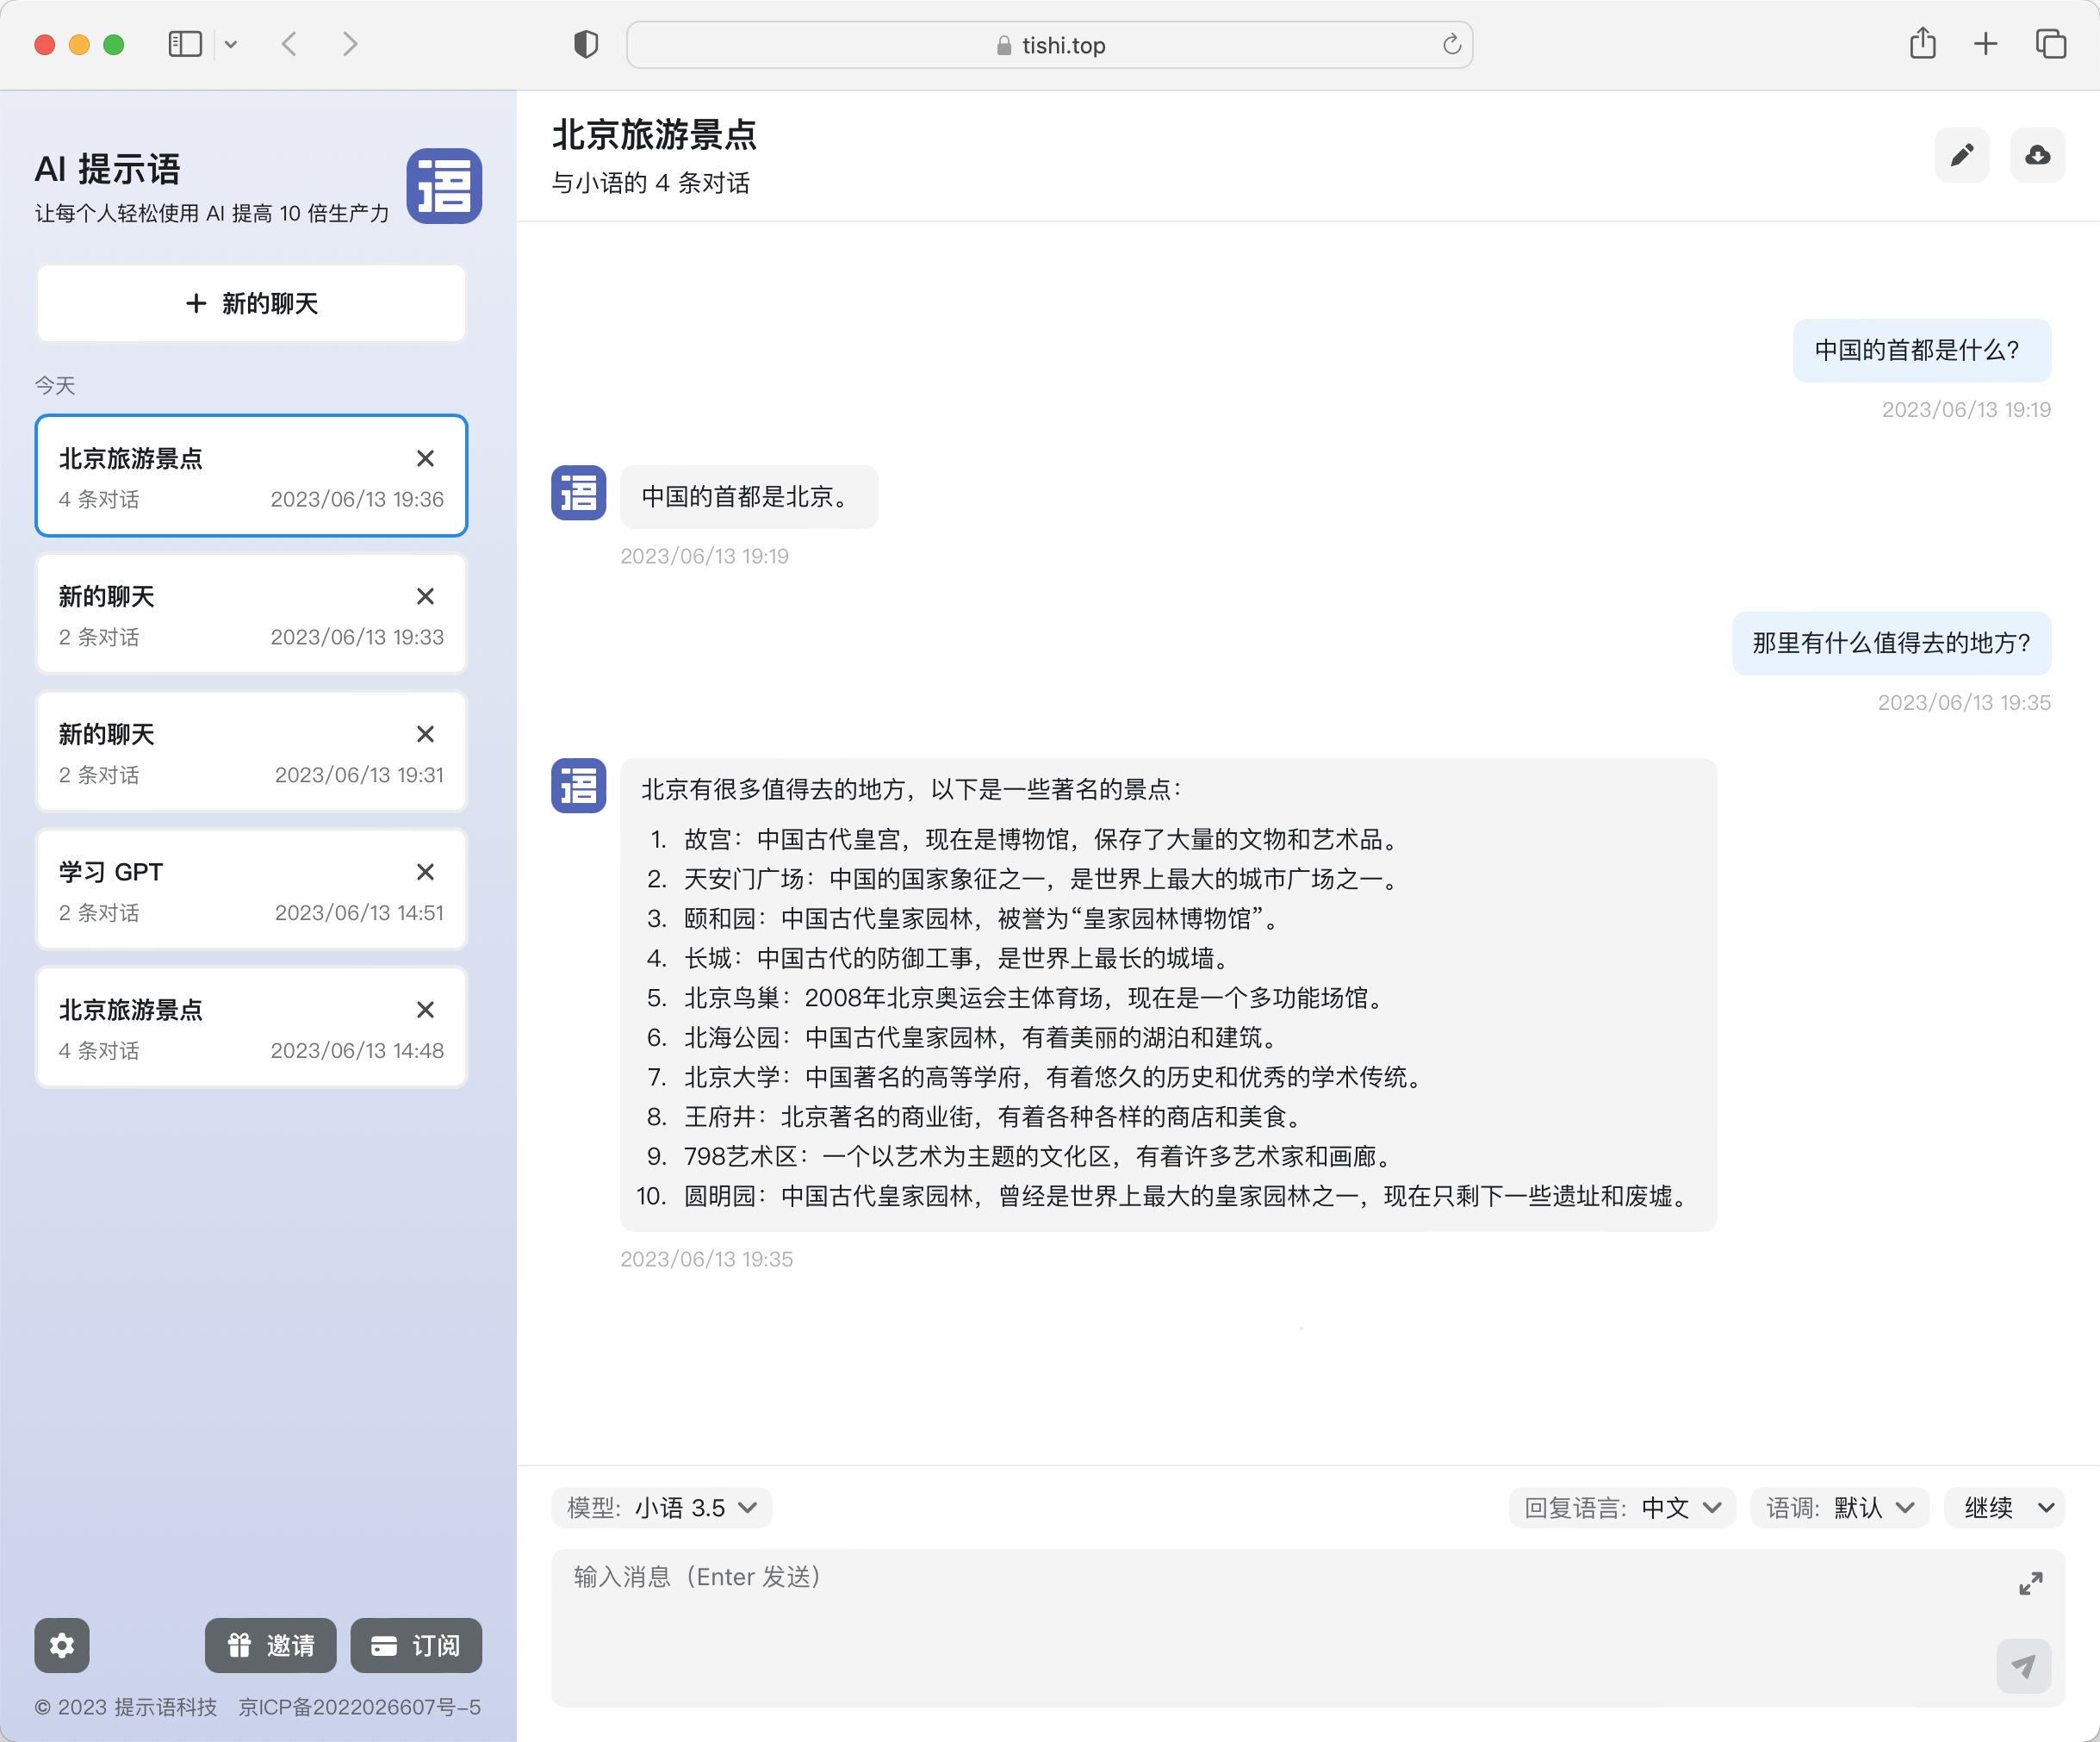 tishi.top
AI 提示语
让每个人轻松使用 AI 提高 10 倍生产力
语
+ 新的聊天
今天
北京旅游景点
4 条对话 2023/06/13 19:36
新的聊天
2 条对话 2023/06/13 19:33
新的聊天
2 条对话 2023/06/13 19:31
学习 GPT
2 条对话 2023/06/13 14:51
北京旅游景点
4 条对话 2023/06/13 14:48
邀请 订阅
© 2023 提示语科技 京ICP备2022026607号-5
北京旅游景点
与小语的 4 条对话
中国的首都是什么?
2023/06/13 19:19
语
中国的首都是北京。
2023/06/13 19:19
那里有什么值得去的地方?
2023/06/13 19:35
语
北京有很多值得去的地方，以下是一些著名的景点：
1. 故宫：中国古代皇宫，现在是博物馆，保存了大量的文物和艺术品。
2. 天安门广场：中国的国家象征之一，是世界上最大的城市广场之一。
3. 颐和园：中国古代皇家园林，被誉为“皇家园林博物馆”。
4. 长城：中国古代的防御工事，是世界上最长的城墙。
5. 北京鸟巢：2008年北京奥运会主体育场，现在是一个多功能场馆。
6. 北海公园：中国古代皇家园林，有着美丽的湖泊和建筑。
7. 北京大学：中国著名的高等学府，有着悠久的历史和优秀的学术传统。
8. 王府井：北京著名的商业街，有着各种各样的商店和美食。
9. 798艺术区：一个以艺术为主题的文化区，有着许多艺术家和画廊。
10. 圆明园：中国古代皇家园林，曾经是世界上最大的皇家园林之一，现在只剩下一些遗址和废墟。
2023/06/13 19:35
模型: 小语 3.5 回复语言: 中文 语调: 默认 继续
输入消息（Enter 发送）